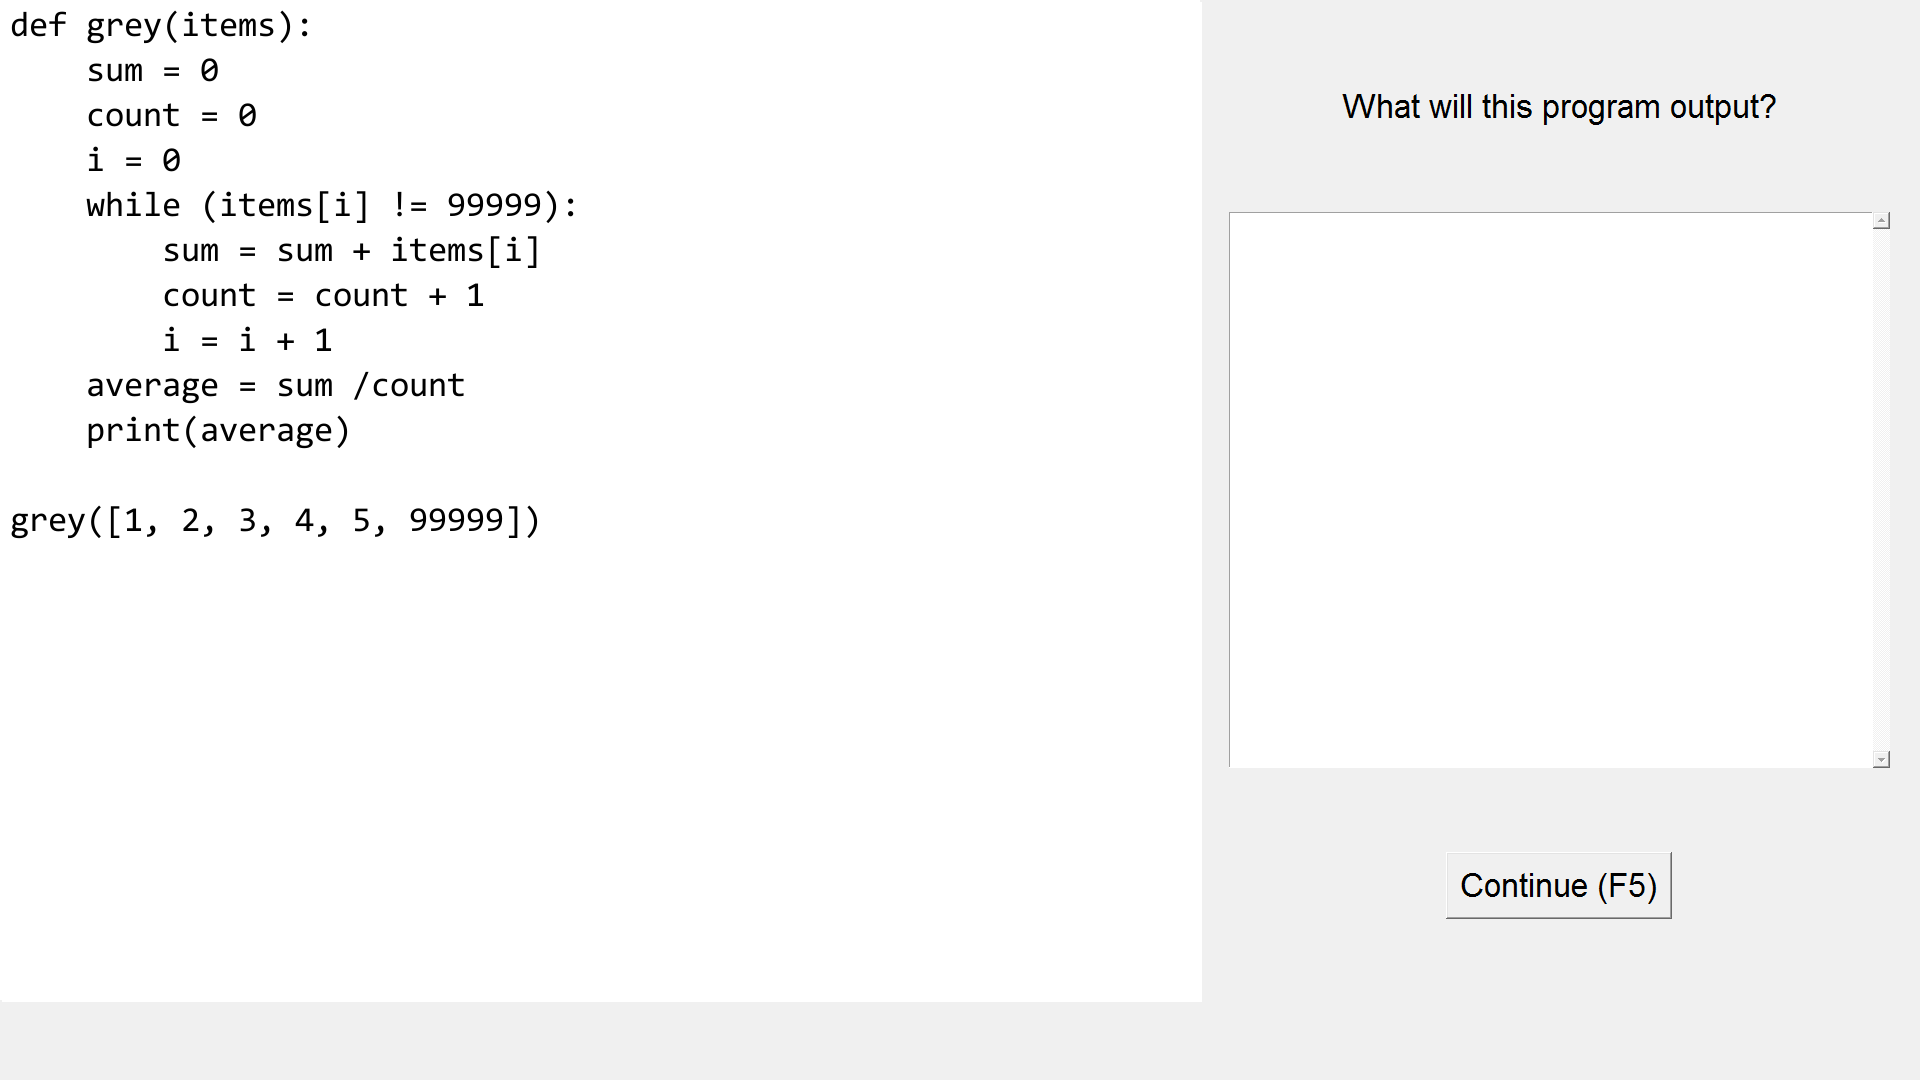 def grey(items):
    sum = 0
    count = 0
    i = 0
    while (items[i] != 99999):
        sum = sum + items[i]
        count = count + 1
        i = i + 1
    average = sum /count
    print(average)

grey([1, 2, 3, 4, 5, 99999])
What will this program output?
Continue (F5)